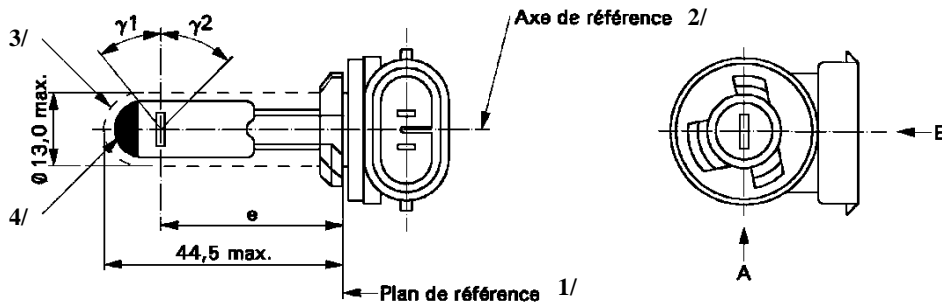 γ1
γ2
3/
Axe de référence 2/
Ø 13,0 max.
4/
e
44,5 max.
Plan de référence 1/
B
A